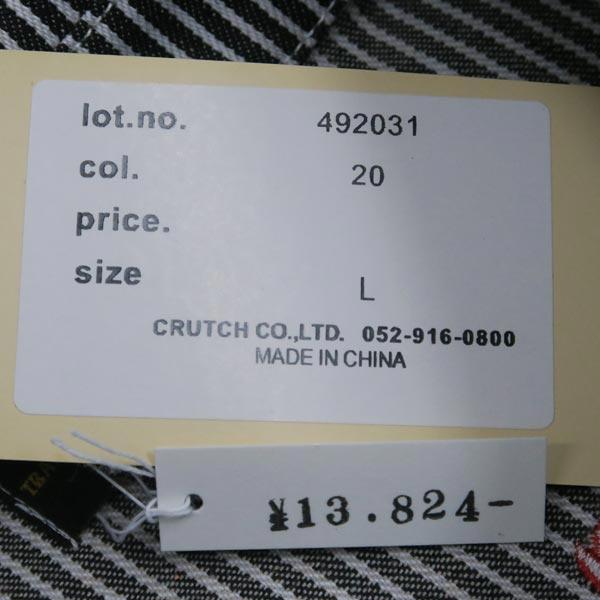 lot.no. 492031
col. 20
price.
size L
CRUTCH CO.,LTD. 052-916-0800
MADE IN CHINA
¥13.824-